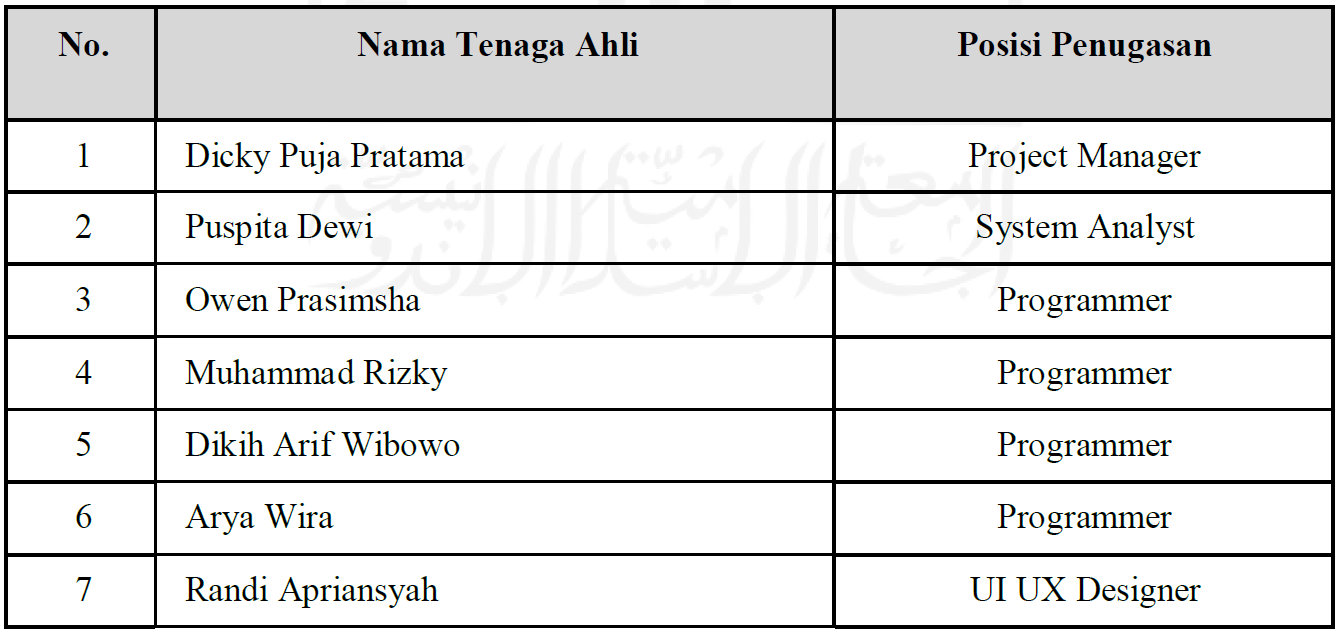 No. Nama Tenaga Ahli Posisi Penugasan
1 Dicky Puja Pratama Project Manager
2 Puspita Dewi System Analyst
3 Owen Prasimsha Programmer
4 Muhammad Rizky Programmer
5 Dikih Arif Wibowo Programmer
6 Arya Wira Programmer
7 Randi Apriansyah UI UX Designer